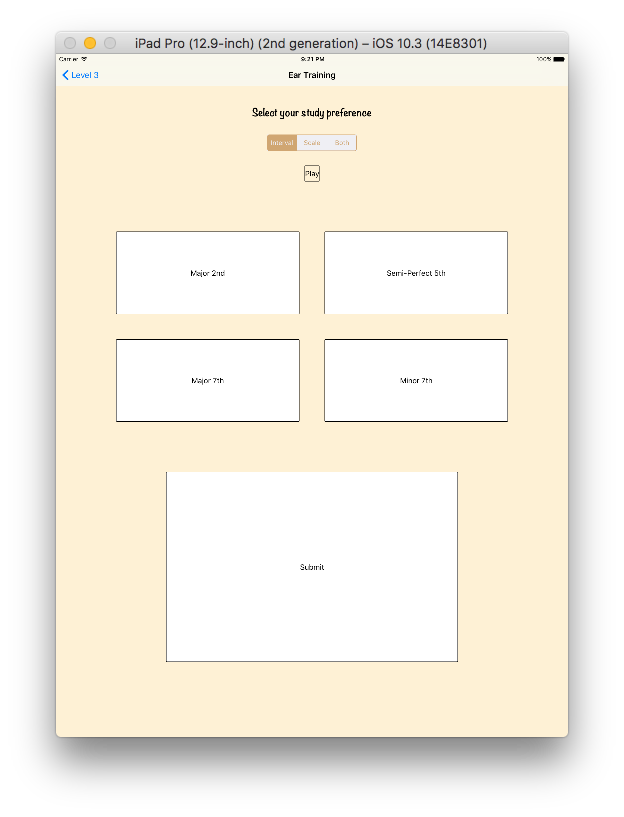 iPad Pro (12.9-inch) (2nd generation) – iOS 10.3 (14E8301)
Carrier 9:21 PM 100%
Level 3 Ear Training
Select your study preference
Interval Scale Both
Play
Major 2nd Semi-Perfect 5th
Major 7th Minor 7th
Submit